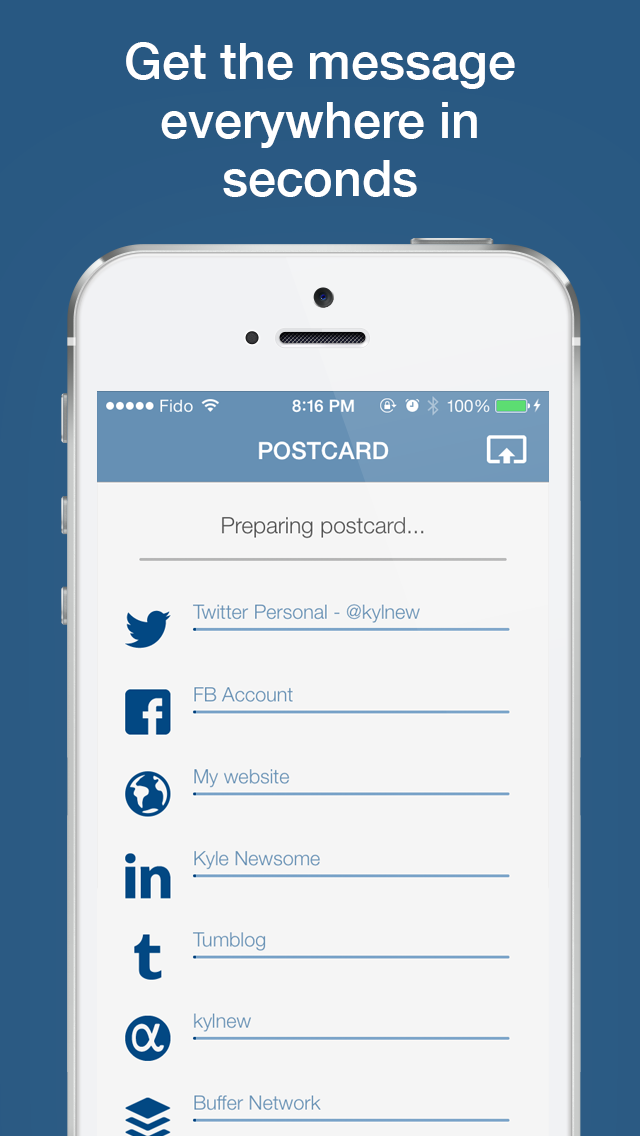 Get the message
everywhere in
seconds
Fido 8:16 PM 100%
POSTCARD
Preparing postcard...
Twitter Personal - @kylnew
FB Account
My website
Kyle Newsome
Tumblog
kylnew
Buffer Network